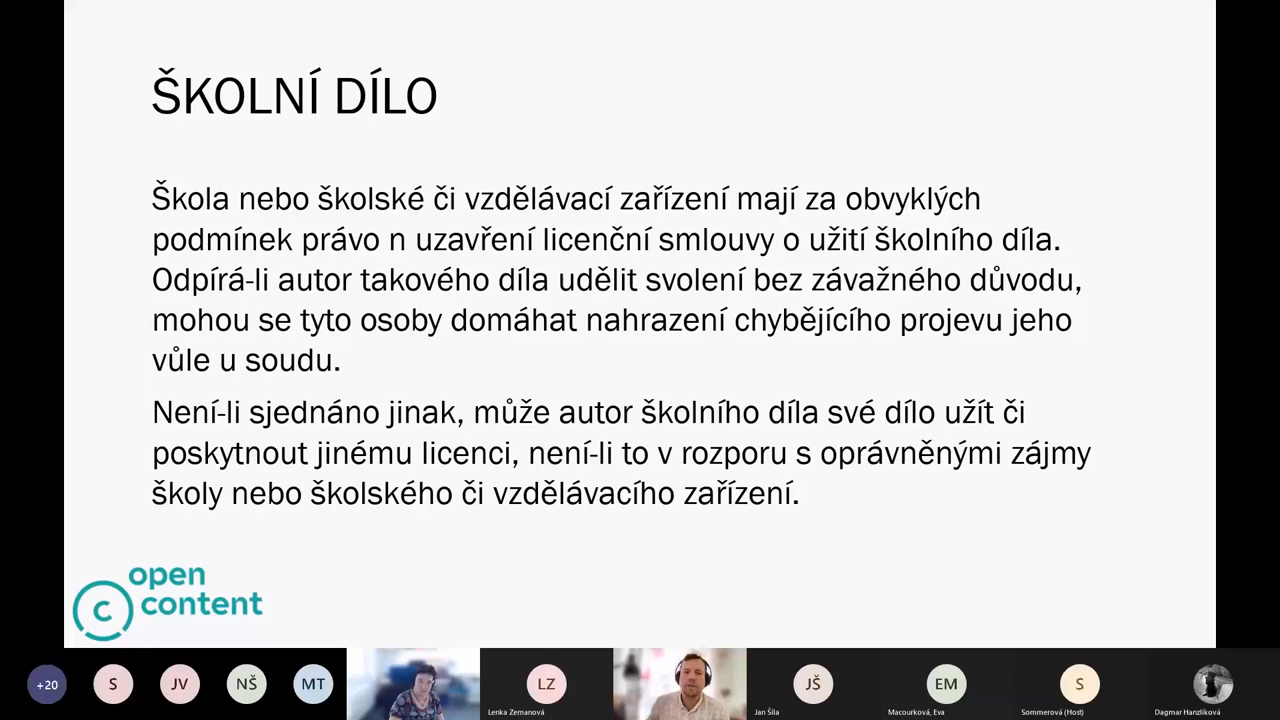 ŠKOLNÍ DÍLO
Škola nebo školské či vzdělávací zařízení mají za obvyklých
podmínek právo n uzavření licenční smlouvy o užití školního díla.
Odpírá-li autor takového díla udělit svolení bez závažného důvodu,
mohou se tyto osoby domáhat nahrazení chybějícího projevu jeho
vůle u soudu.
Není-li sjednáno jinak, může autor školního díla své dílo užít či
poskytnout jinému licenci, není-li to v rozporu s oprávněnými zájmy
školy nebo školského či vzdělávacího zařízení.
open
c content
+20 S JV NŠ MT LZ JŠ EM S
Lenka Zemanová Jan Šíla Macourková, Eva Sommerová (Host) Dagmar Hanzlíková